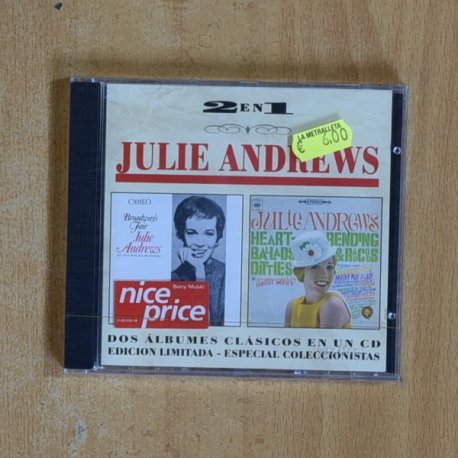 2 EN 1
LA METRALLETA
€ 6.00
JULIE ANDREWS
CAMEO
Broadway's
Fair
Julie
Andrews
JULIE ANDREWS
HEART-RENDING
BALLADS & RAUCOUS
DITTIES
Sony Music
nice
price
DOS ÁLBUMES CLÁSICOS EN UN CD
EDICION LIMITADA - ESPECIAL COLECCIONISTAS